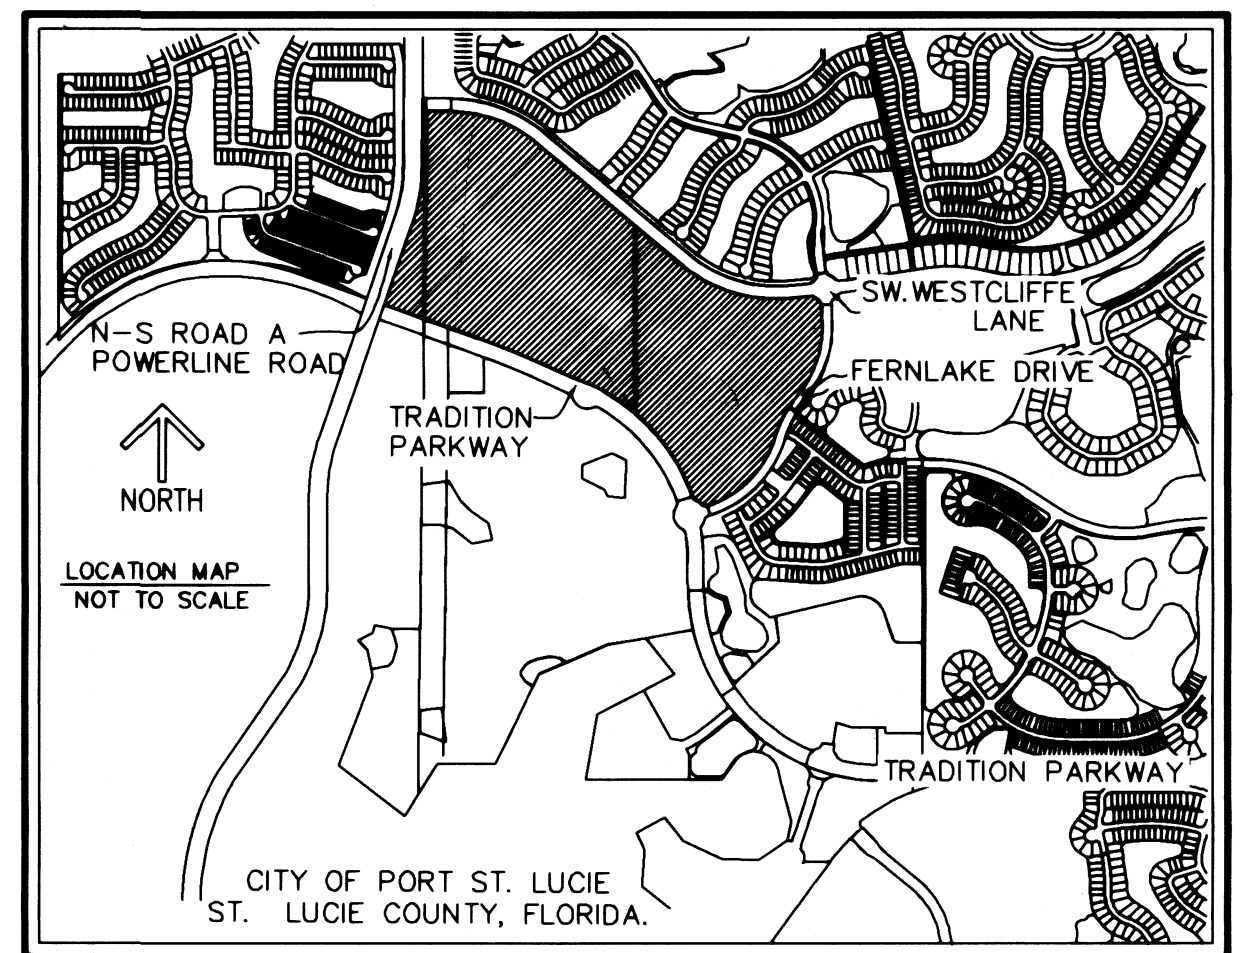 SW. WESTCLIFFE
LANE
N-S ROAD A
POWERLINE ROAD
FERNLAKE DRIVE
TRADITION
PARKWAY
NORTH
LOCATION MAP
NOT TO SCALE
TRADITION PARKWAY
CITY OF PORT ST. LUCIE
ST. LUCIE COUNTY, FLORIDA.